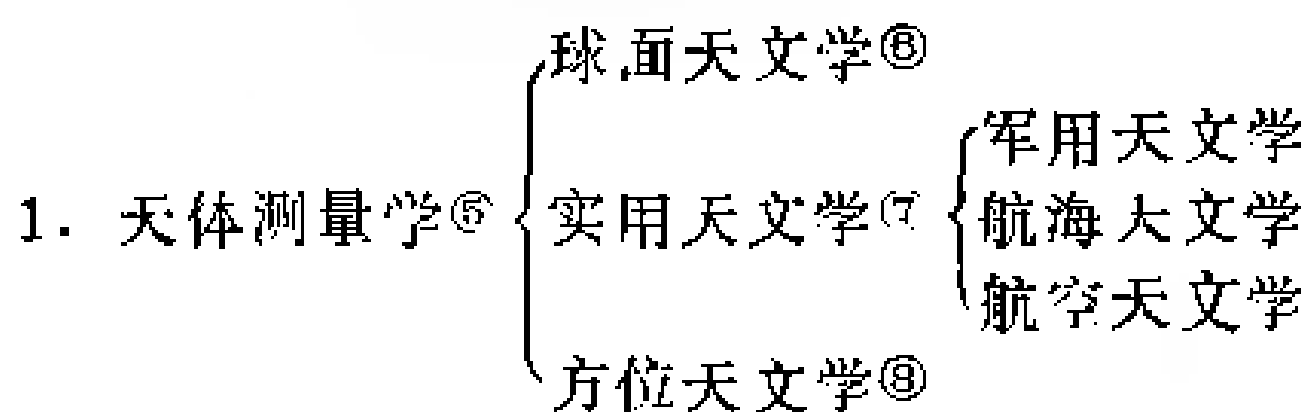 球面天文学⑥
军用天文学
1. 天体测量学⑤ 实用天文学⑦ 航海天文学
航空天文学
方位天文学⑧